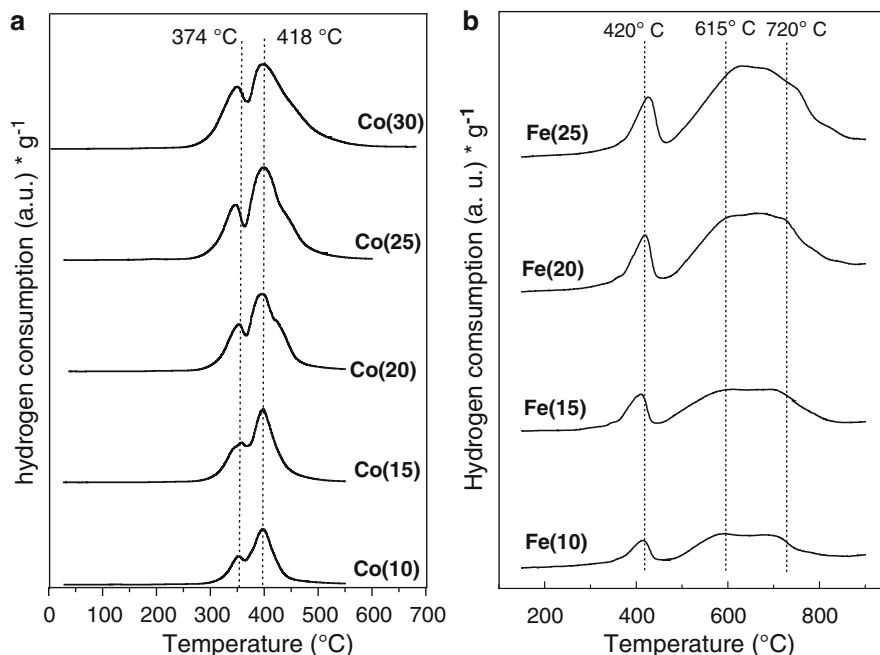 a
374 °C
418 °C
Co(30)
Co(25)
Co(20)
Co(15)
Co(10)
hydrogen consumption (a.u.) * g-1
0 100 200 300 400 500 600 700
Temperature (°C)
b
420° C
615° C
720° C
Fe(25)
Fe(20)
Fe(15)
Fe(10)
Hydrogen comsumption (a. u.) * g-1
200 400 600 800
Temperature (°C)